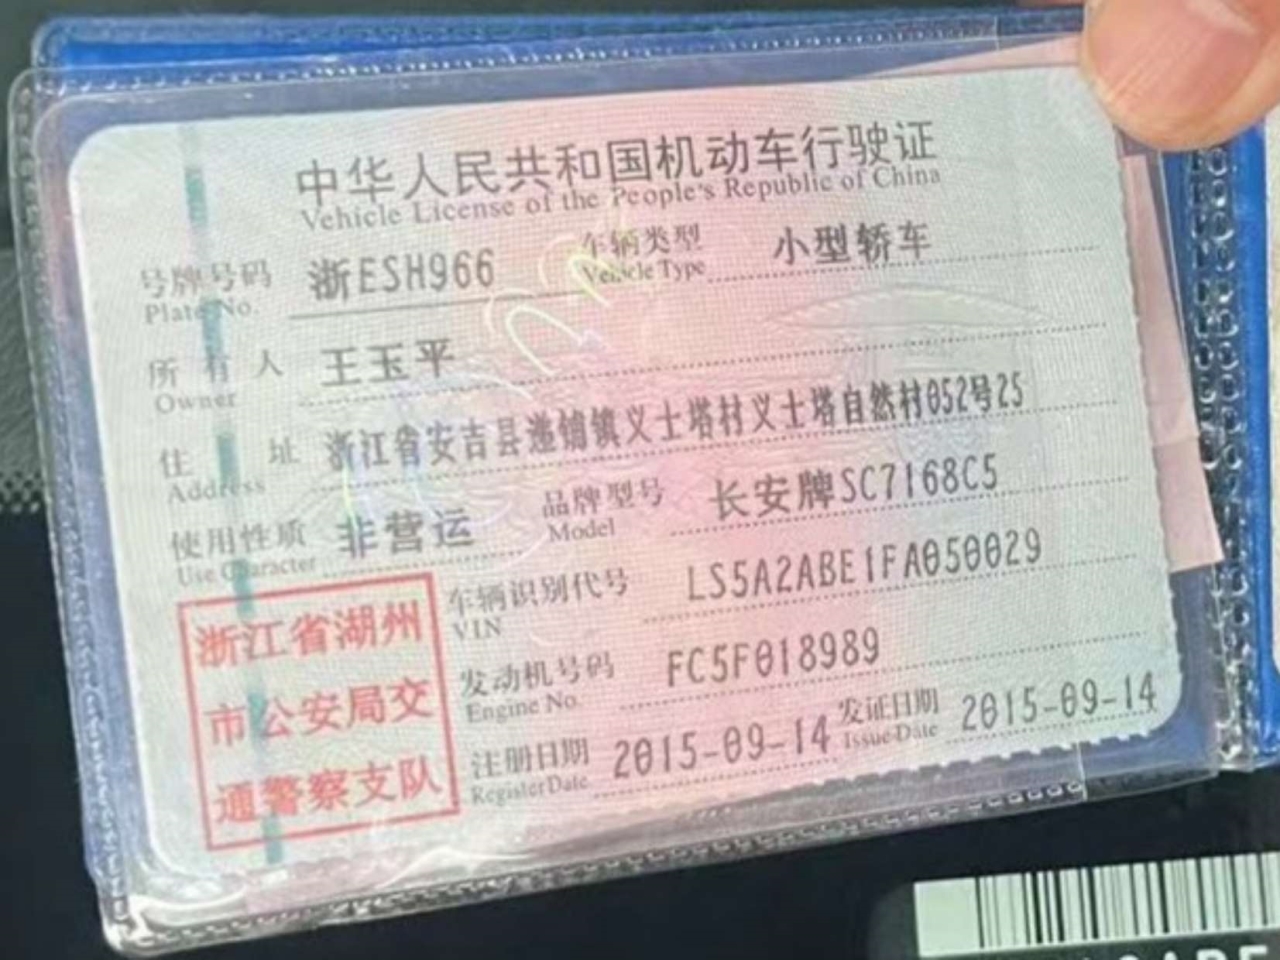 中华人民共和国机动车行驶证
Vehicle License of the People's Republic of China
号牌号码 浙ESH966 车辆类型 小型轿车
Plate No. Vehicle Type
所有人 王玉平
Owner
住址 浙江省安吉县递铺镇义士塔村义士塔自然村052号25
Address
使用性质 非营运 品牌型号 长安牌SC7168C5
Use Character Model
车辆识别代号 LS5A2ABE1FA050029
VIN
发动机号码 FC5F018989
Engine No.
注册日期 2015-09-14 发证日期 2015-09-14
Register Date Issue Date
浙江省湖州
市公安局交
通警察支队